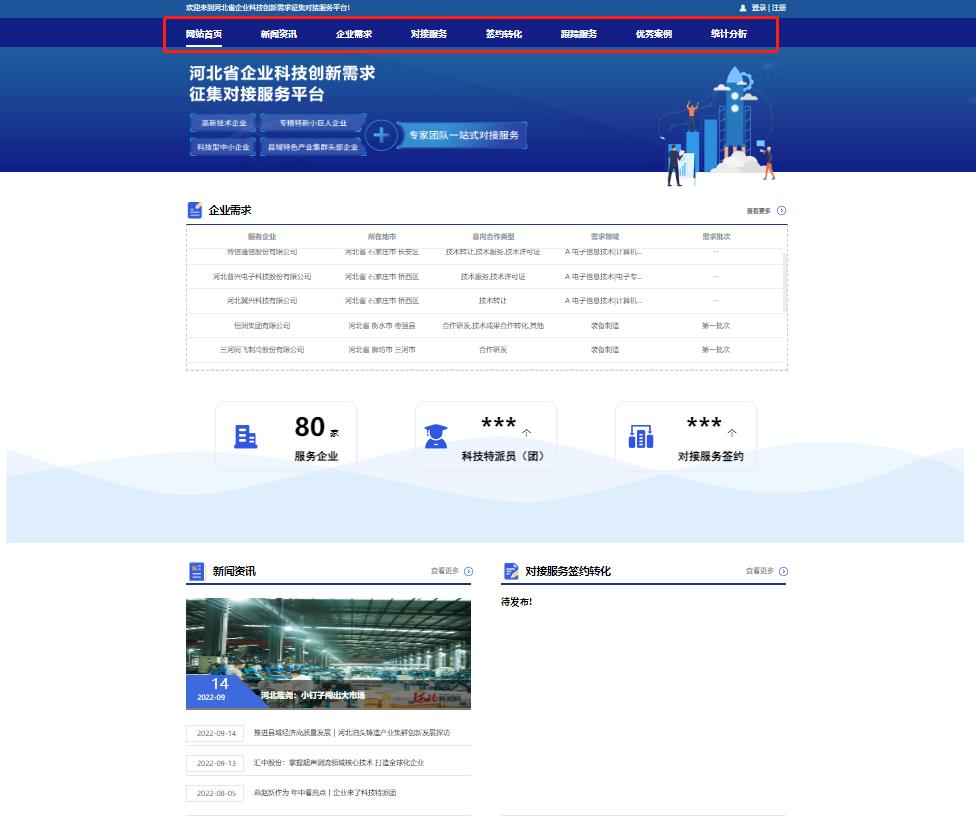 欢迎来到河北省企业科技创新需求征集对接服务平台!
登录 | 注册
网站首页 新闻资讯 企业需求 对接服务 签约转化 跟踪服务 优秀案例 统计分析
河北省企业科技创新需求
征集对接服务平台
高新技术企业 专精特新小巨人企业
专家团队一站式对接服务
科技型中小企业 县域特色产业集群头部企业
企业需求
查看更多
服务企业 所在地市 意向合作类型 需求领域 需求批次
博信通信股份有限公司 河北省 石家庄市 长安区 技术转让,技术服务,技术许可证 A 电子信息技术|计算机... --
河北普兴电子科技股份有限公司 河北省 石家庄市 桥西区 技术服务,技术许可证 A 电子信息技术|电子专... --
河北冀兴科技有限公司 河北省 石家庄市 桥西区 技术转让 A 电子信息技术|计算机... --
恒润集团有限公司 河北省 衡水市 枣强县 合作研发,技术成果合作转化,其他 装备制造 第一批次
三河同飞制冷股份有限公司 河北省 廊坊市 三河市 合作研发 装备制造 第一批次
80 家
服务企业
*** 个
科技特派员（团）
*** 个
对接服务签约
新闻资讯
查看更多
14
2022-09
河北隆尧：小钉子闯出大市场
2022-09-14 推进县域经济高质量发展 | 河北泊头铸造产业集群创新发展探访
2022-09-13 汇中股份：掌握超声测流领域核心技术 打造全球化企业
2022-08-05 燕赵新作为 年中看亮点丨企业来了科技特派团
对接服务签约转化
查看更多
待发布!